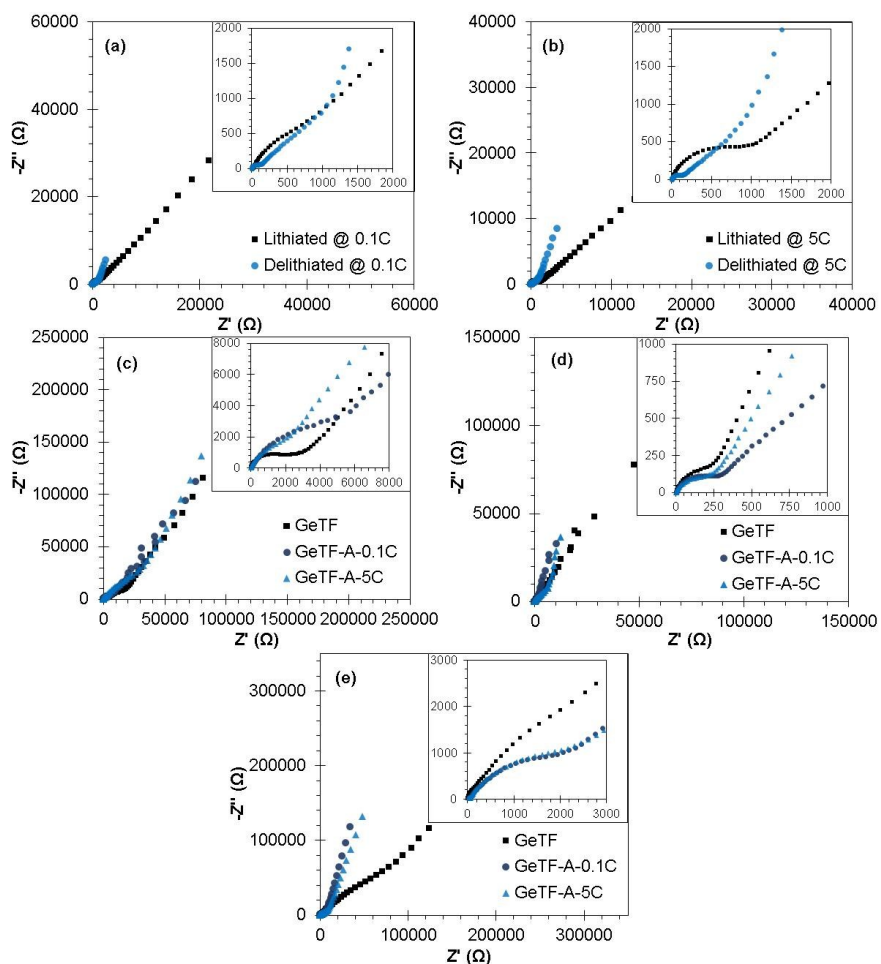 (a)
60000
40000
20000
0
-Z'' (Ω)
0 20000 40000 60000
Z' (Ω)
2000
1500
1000
500
0
0 500 1000 1500 2000
Lithiated @ 0.1C
Delithiated @ 0.1C
(b)
40000
30000
20000
10000
0
-Z'' (Ω)
0 10000 20000 30000 40000
Z' (Ω)
2000
1500
1000
500
0
0 500 1000 1500 2000
Lithiated @ 5C
Delithiated @ 5C
(c)
250000
200000
150000
100000
50000
0
-Z'' (Ω)
0 50000 100000 150000 200000 250000
Z' (Ω)
8000
6000
4000
2000
0
0 2000 4000 6000 8000
GeTF
GeTF-A-0.1C
GeTF-A-5C
(d)
150000
100000
50000
0
-Z'' (Ω)
0 50000 100000 150000
Z' (Ω)
1000
750
500
250
0
0 250 500 750 1000
GeTF
GeTF-A-0.1C
GeTF-A-5C
(e)
300000
200000
100000
0
-Z'' (Ω)
0 100000 200000 300000
Z' (Ω)
3000
2000
1000
0
0 1000 2000 3000
GeTF
GeTF-A-0.1C
GeTF-A-5C